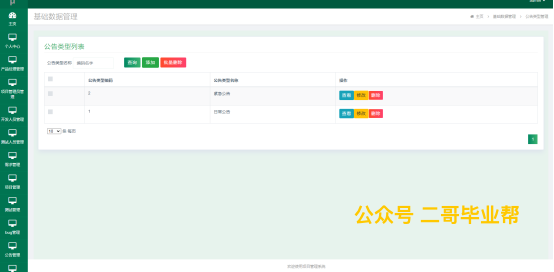 基础数据管理
主页 > 基础数据管理 > 公告类型管理
主页
个人中心
产品经理管理
项目管理员管理
开发人员管理
测试人员管理
需求管理
项目管理
测试管理
bug管理
公告管理
公告类型列表
公告类型名称
查询 添加 批量删除
公告类型编码 公告类型名称 操作
2 紧急公告 查看 修改 删除
1 日常公告 查看 修改 删除
10 条 每页
1
公众号 二哥毕业帮